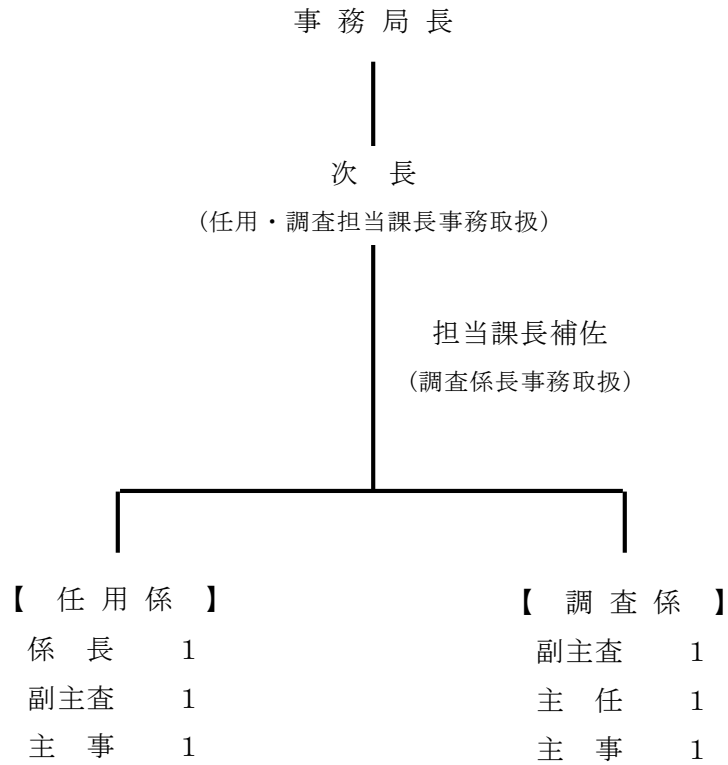 事 務 局 長
次　長
（任用・調査担当課長事務取扱）
担当課長補佐
（調査係長事務取扱）
【　任 用 係　】
係　長　　1
副主査　　1
主　事　　1
【　調 査 係　】
副主査　　1
主　任　　1
主　事　　1